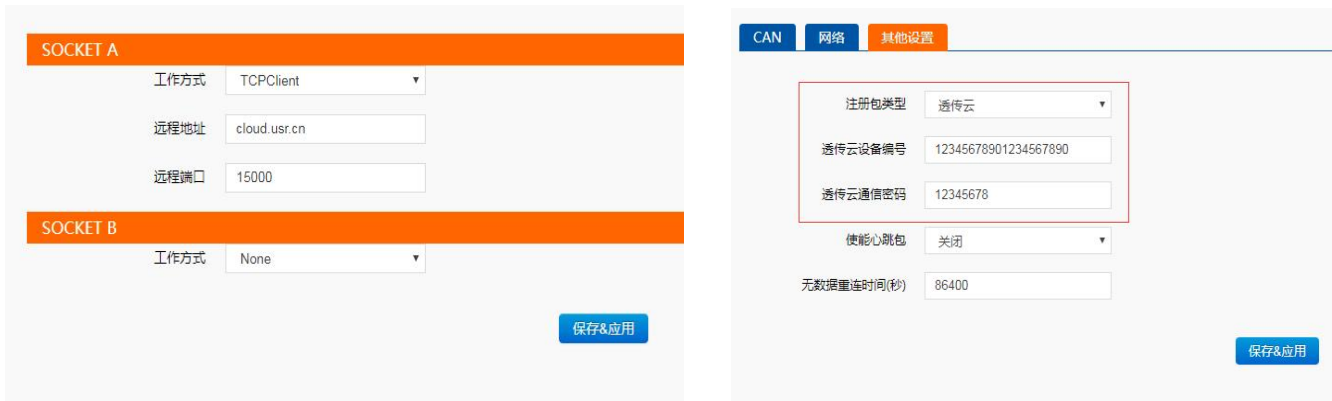 SOCKET A
工作方式 TCPClient
远程地址 cloud.usr.cn
远程端口 15000
SOCKET B
工作方式 None
保存&应用
CAN 网络 其他设置
注册包类型 透传云
透传云设备编号 12345678901234567890
透传云通信密码 12345678
使能心跳包 关闭
无数据重连时间(秒) 86400
保存&应用